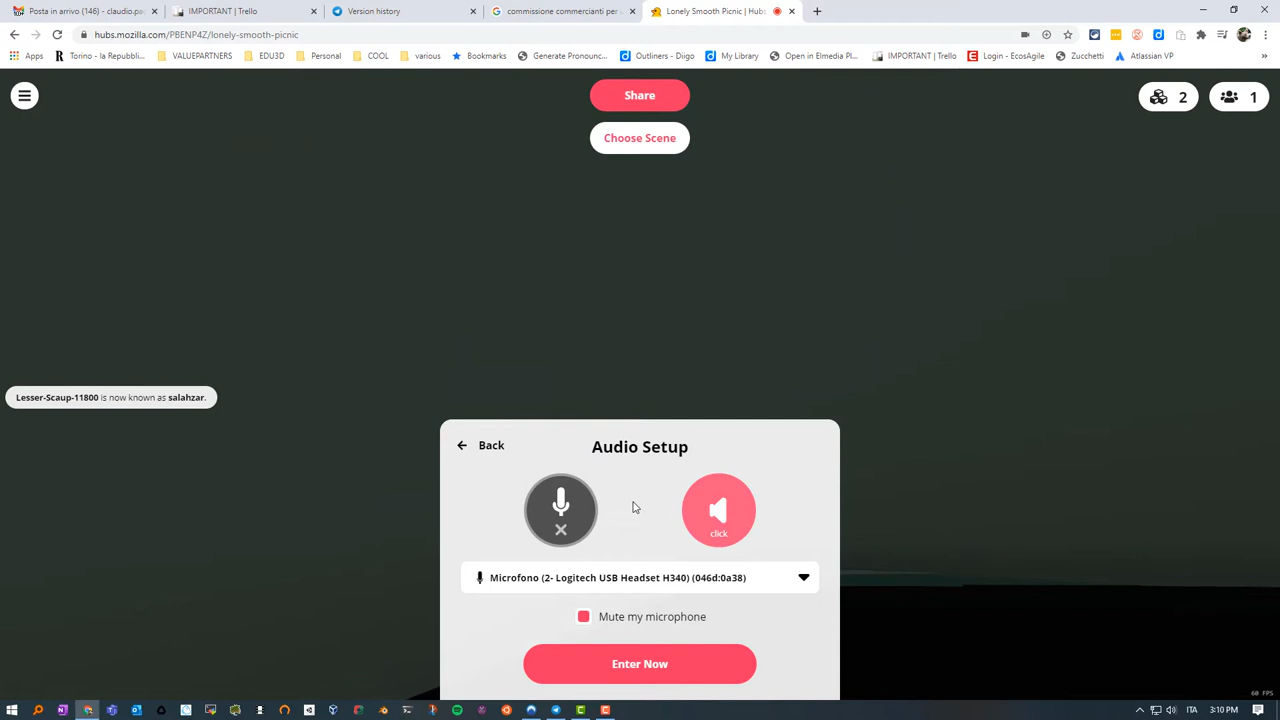 Posta in arrivo (146) - claudio.pac
IMPORTANT | Trello
Version history
commissione commercianti per v
Lonely Smooth Picnic | Hubs
hubs.mozilla.com/PBENP4Z/lonely-smooth-picnic
Apps
Torino - la Repubbli...
VALUEPARTNERS
EDU3D
Personal
COOL
various
Bookmarks
Generate Pronounc...
Outliners - Diigo
My Library
Open in Elmedia Pl...
IMPORTANT | Trello
Login - EcosAgile
Zucchetti
Atlassian VP
»
Share
2
1
Choose Scene
Lesser-Scaup-11800 is now known as salahzar.
Back
Audio Setup
click
Microfono (2- Logitech USB Headset H340) (046d:0a38)
Mute my microphone
Enter Now
60 FPS
ITA
3:10 PM